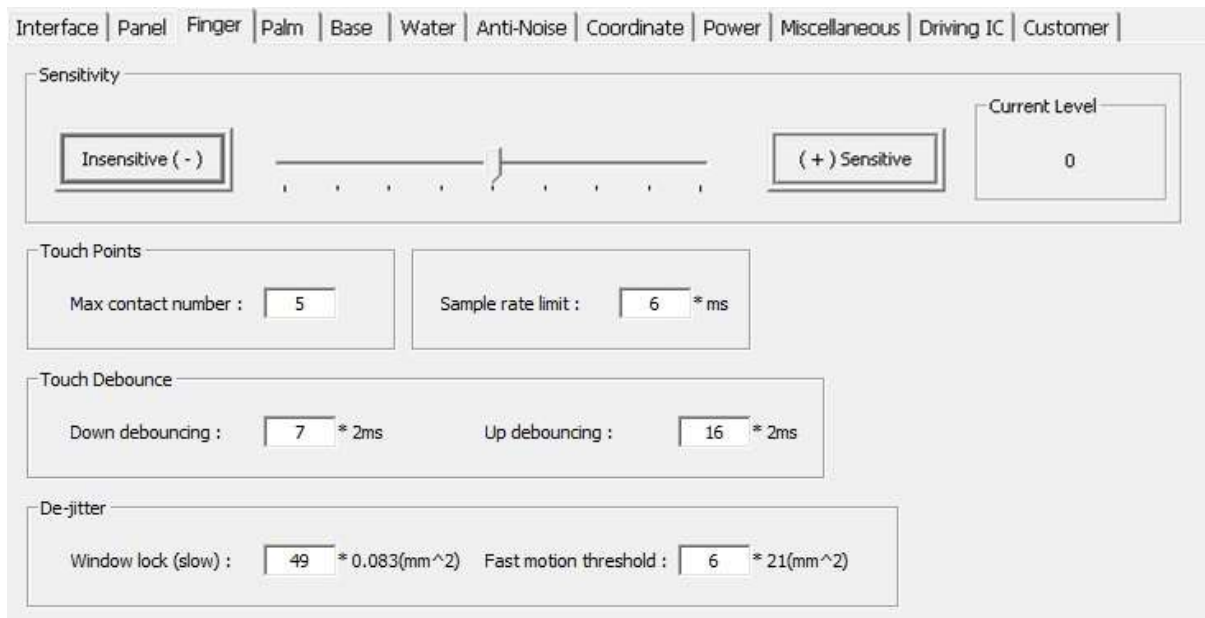 Interface | Panel | Finger | Palm | Base | Water | Anti-Noise | Coordinate | Power | Miscellaneous | Driving IC | Customer
Sensitivity
Current Level
Insensitive ( - )
( + ) Sensitive
0
Touch Points
Max contact number : 5
Sample rate limit : 6 * ms
Touch Debounce
Down debouncing : 7 * 2ms
Up debouncing : 16 * 2ms
De-jitter
Window lock (slow) : 49 * 0.083(mm^2)
Fast motion threshold : 6 * 21(mm^2)